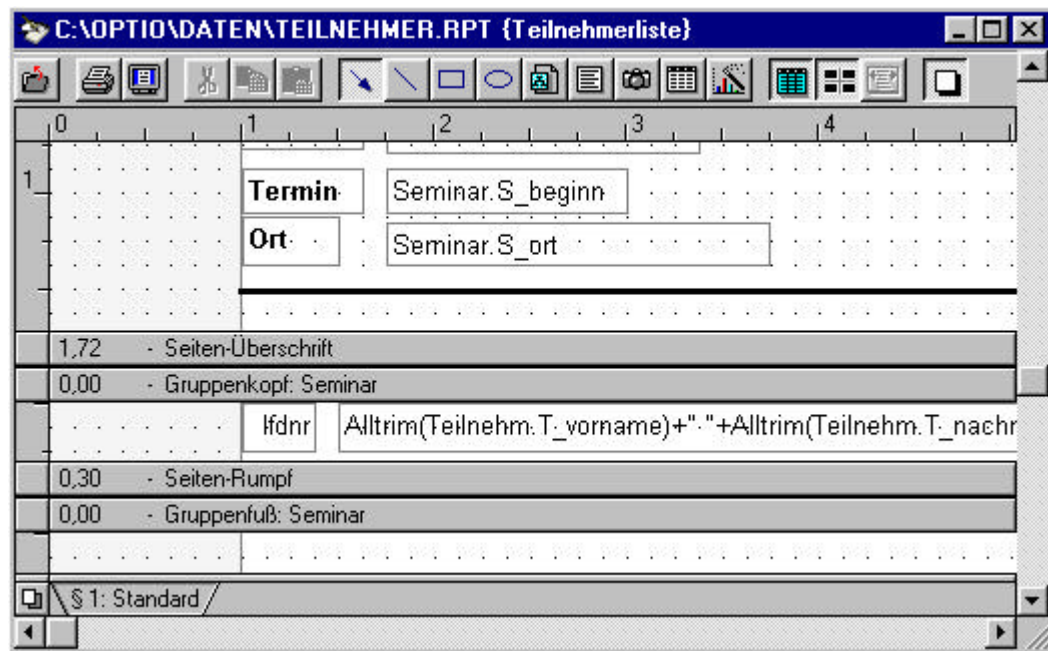 C:\OPTIO\DATEN\TEILNEHMER.RPT {Teilnehmerliste}
0 1 2 3 4
1
Termin Seminar.S_beginn
Ort Seminar.S_ort
1,72 - Seiten-Überschrift
0,00 - Gruppenkopf: Seminar
lfdnr Alltrim(Teilnehm.T_vorname)+" "+Alltrim(Teilnehm.T_nachr
0,30 - Seiten-Rumpf
0,00 - Gruppenfuß: Seminar
§ 1: Standard